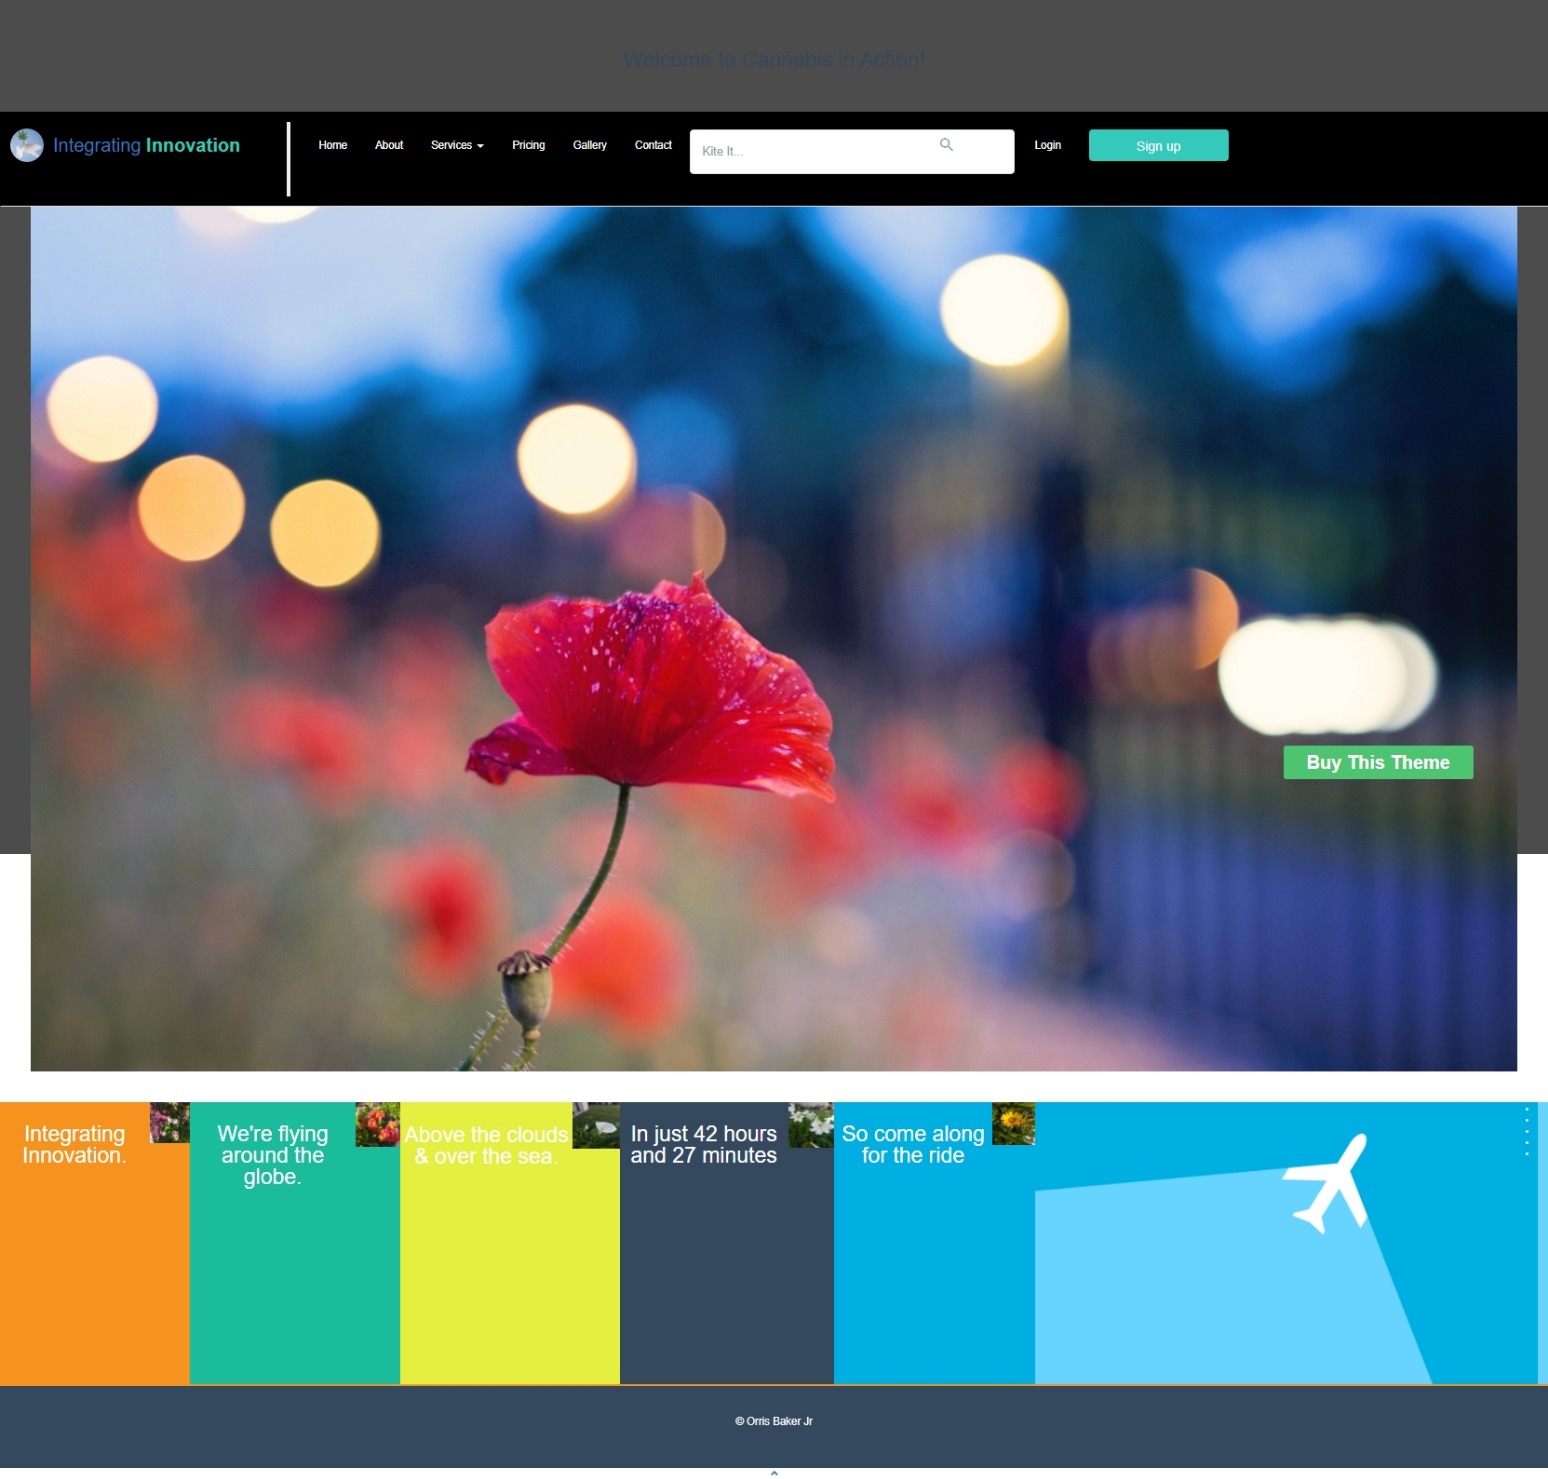 Welcome to Cannabis in Action!
Integrating Innovation
Home About Services Pricing Gallery Contact Kite It... Login Sign up
Buy This Theme
Integrating
Innovation.
We're flying
around the
globe.
Above the clouds
& over the sea.
In just 42 hours
and 27 minutes
So come along
for the ride
© Orris Baker Jr